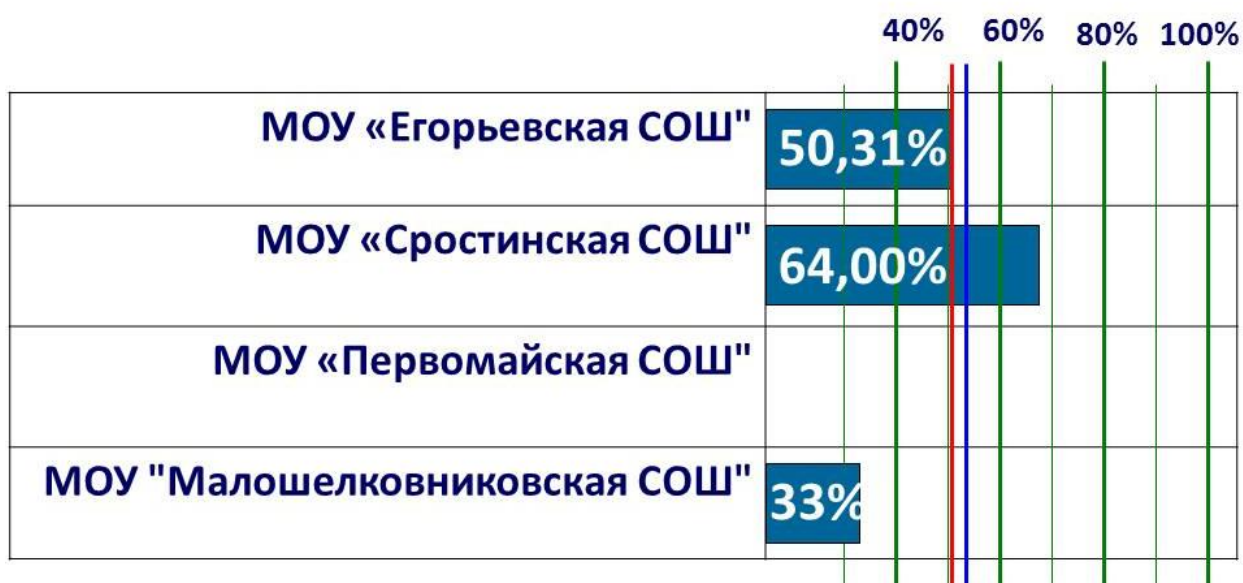 40% 60% 80% 100%
МОУ «Егорьевская СОШ" 50,31%
МОУ «Сростинская СОШ" 64,00%
МОУ «Первомайская СОШ"
МОУ "Малошелковниковская СОШ" 33%